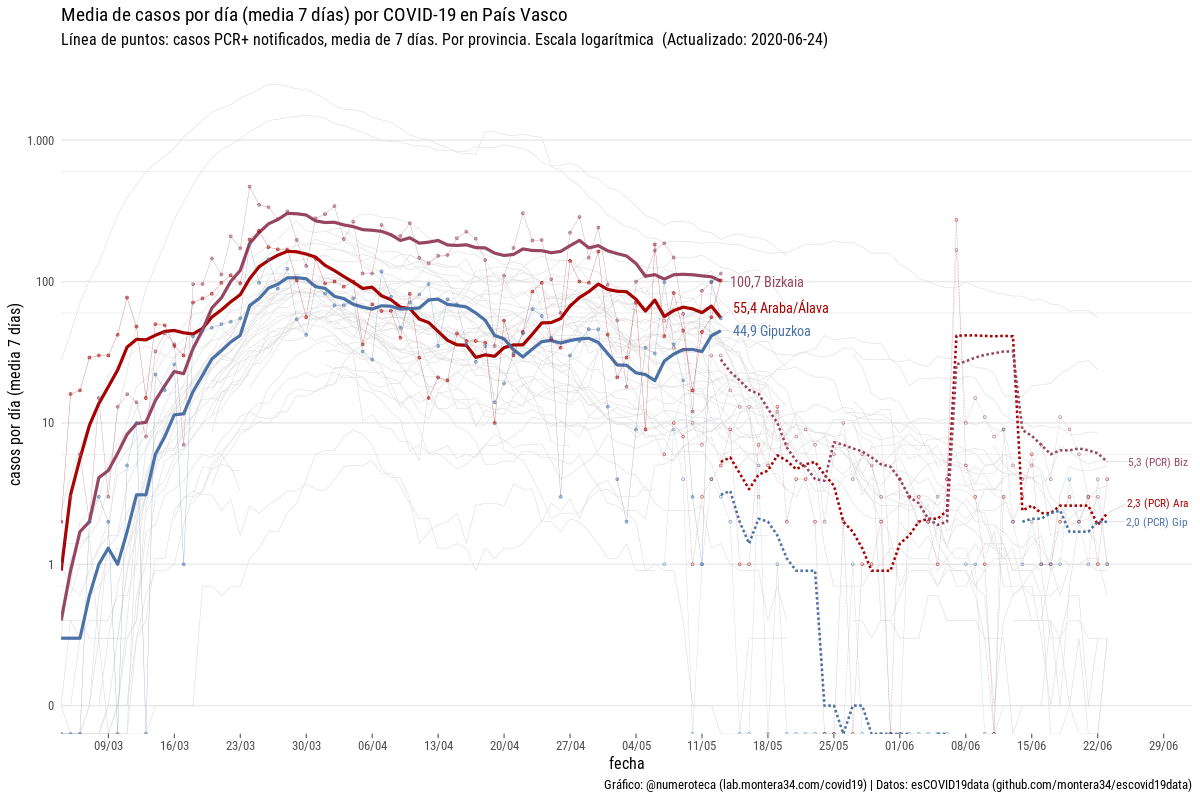 Media de casos por día (media 7 días) por COVID-19 en País Vasco
Línea de puntos: casos PCR+ notificados, media de 7 días. Por provincia. Escala logarítmica  (Actualizado: 2020-06-24)
casos por día (media 7 días)
1.000
100
10
1
0
100,7 Bizkaia
55,4 Araba/Álava
44,9 Gipuzkoa
5,3 (PCR) Biz
2,3 (PCR) Ara
2,0 (PCR) Gip
09/03 16/03 23/03 30/03 06/04 13/04 20/04 27/04 04/05 11/05 18/05 25/05 01/06 08/06 15/06 22/06 29/06
fecha
Gráfico: @numeroteca (lab.montera34.com/covid19) | Datos: esCOVID19data (github.com/montera34/escovid19data)